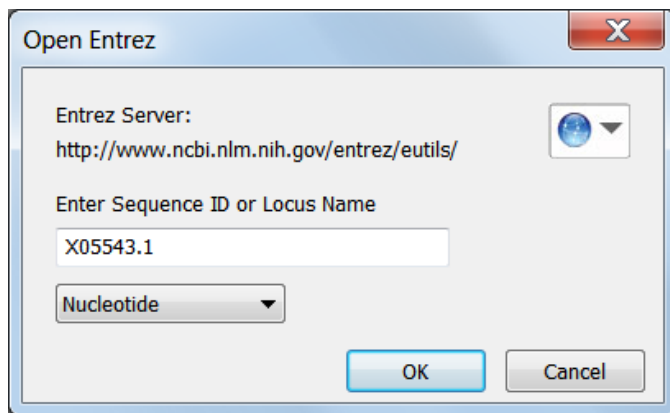 Open Entrez
Entrez Server:
http://www.ncbi.nlm.nih.gov/entrez/eutils/
Enter Sequence ID or Locus Name
X05543.1
Nucleotide
OK
Cancel